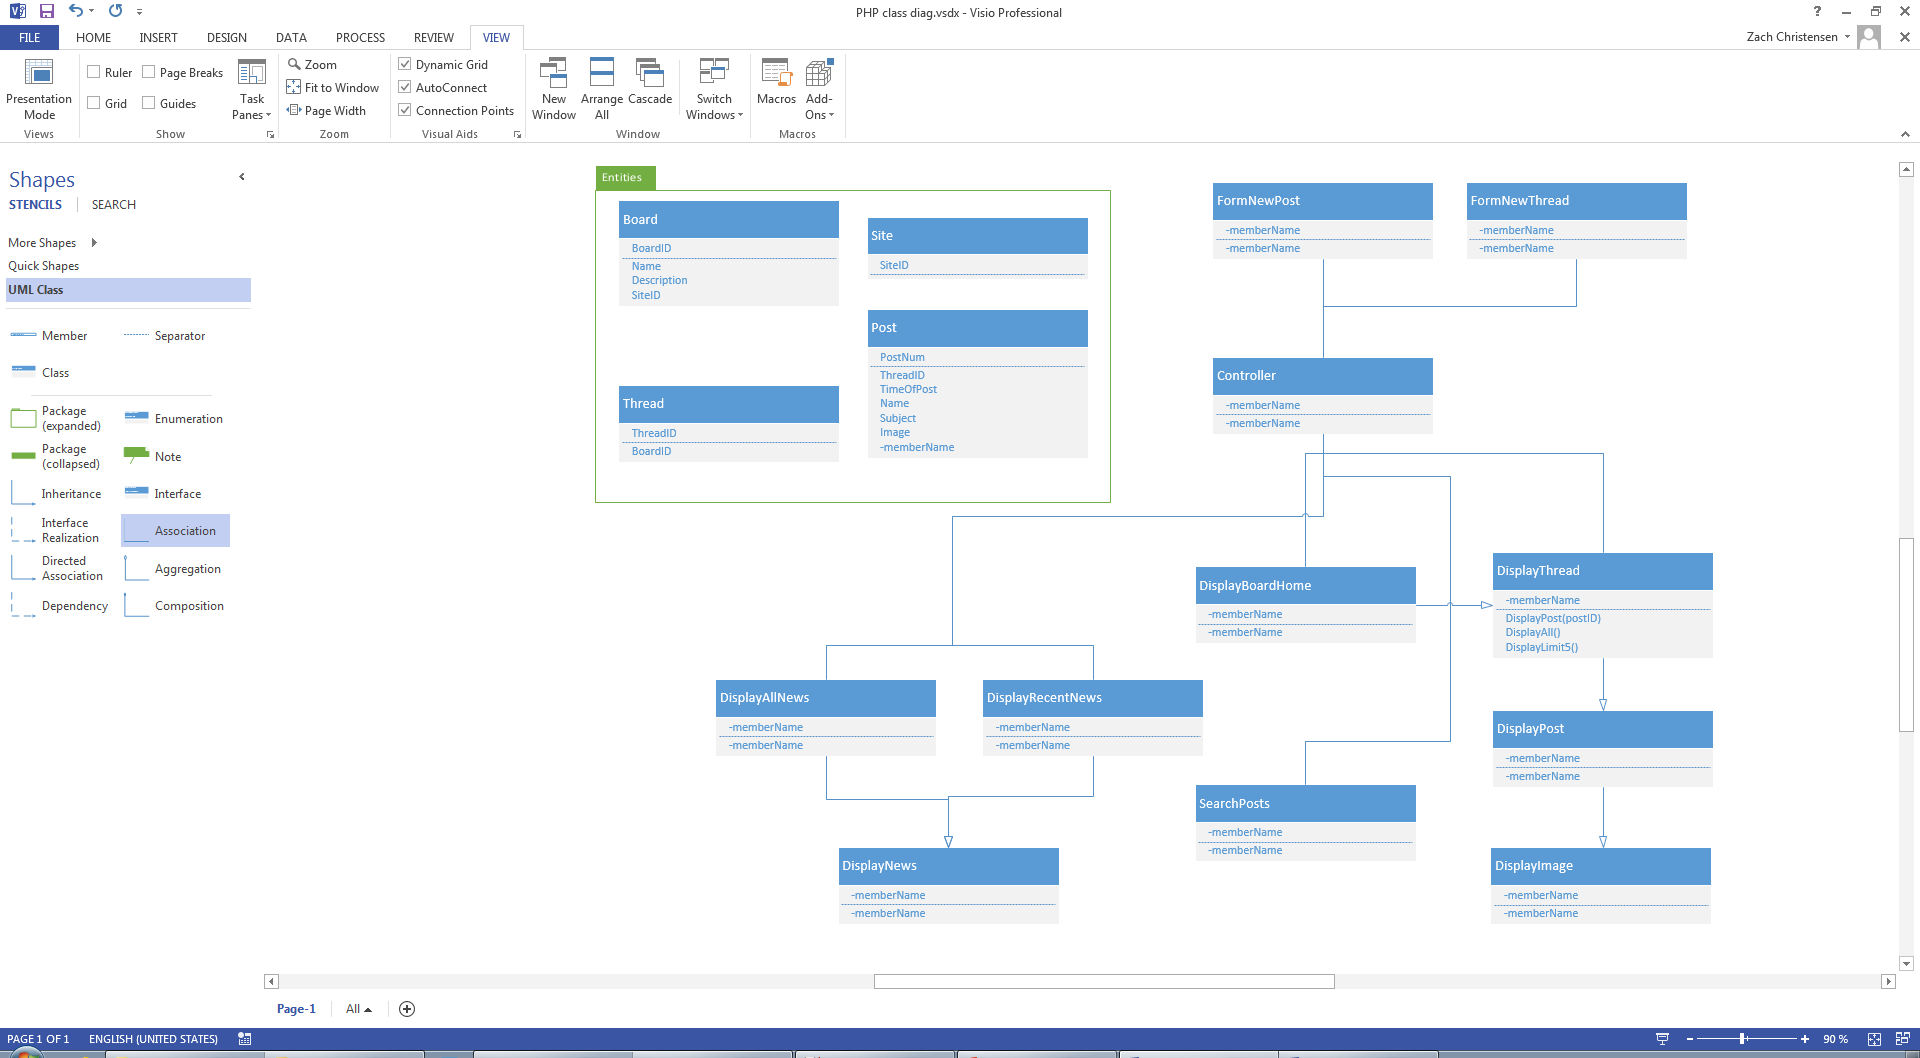 PHP class diag.vsdx - Visio Professional
?
FILE HOME INSERT DESIGN DATA PROCESS REVIEW VIEW
Zach Christensen
Presentation Mode
Views
Ruler
Page Breaks
Grid
Guides
Task Panes
Show
Zoom
Fit to Window
Page Width
Zoom
Dynamic Grid
AutoConnect
Connection Points
Visual Aids
New Window
Arrange All
Cascade
Switch Windows
Window
Macros
Add-Ons
Macros
Shapes
STENCILS
SEARCH
More Shapes
Quick Shapes
UML Class
Member
Separator
Class
Package (expanded)
Enumeration
Package (collapsed)
Note
Inheritance
Interface
Interface Realization
Association
Directed Association
Aggregation
Dependency
Composition
Entities
Board
BoardID
Name
Description
SiteID
Site
SiteID
Post
PostNum
ThreadID
TimeOfPost
Name
Subject
Image
-memberName
Thread
ThreadID
BoardID
FormNewPost
-memberName
-memberName
FormNewThread
-memberName
-memberName
Controller
-memberName
-memberName
DisplayBoardHome
-memberName
-memberName
DisplayThread
-memberName
DisplayPost(postID)
DisplayAll()
DisplayLimit5()
DisplayAllNews
-memberName
-memberName
DisplayRecentNews
-memberName
-memberName
DisplayPost
-memberName
-memberName
SearchPosts
-memberName
-memberName
DisplayNews
-memberName
-memberName
DisplayImage
-memberName
-memberName
Page-1
All
PAGE 1 OF 1
ENGLISH (UNITED STATES)
90 %